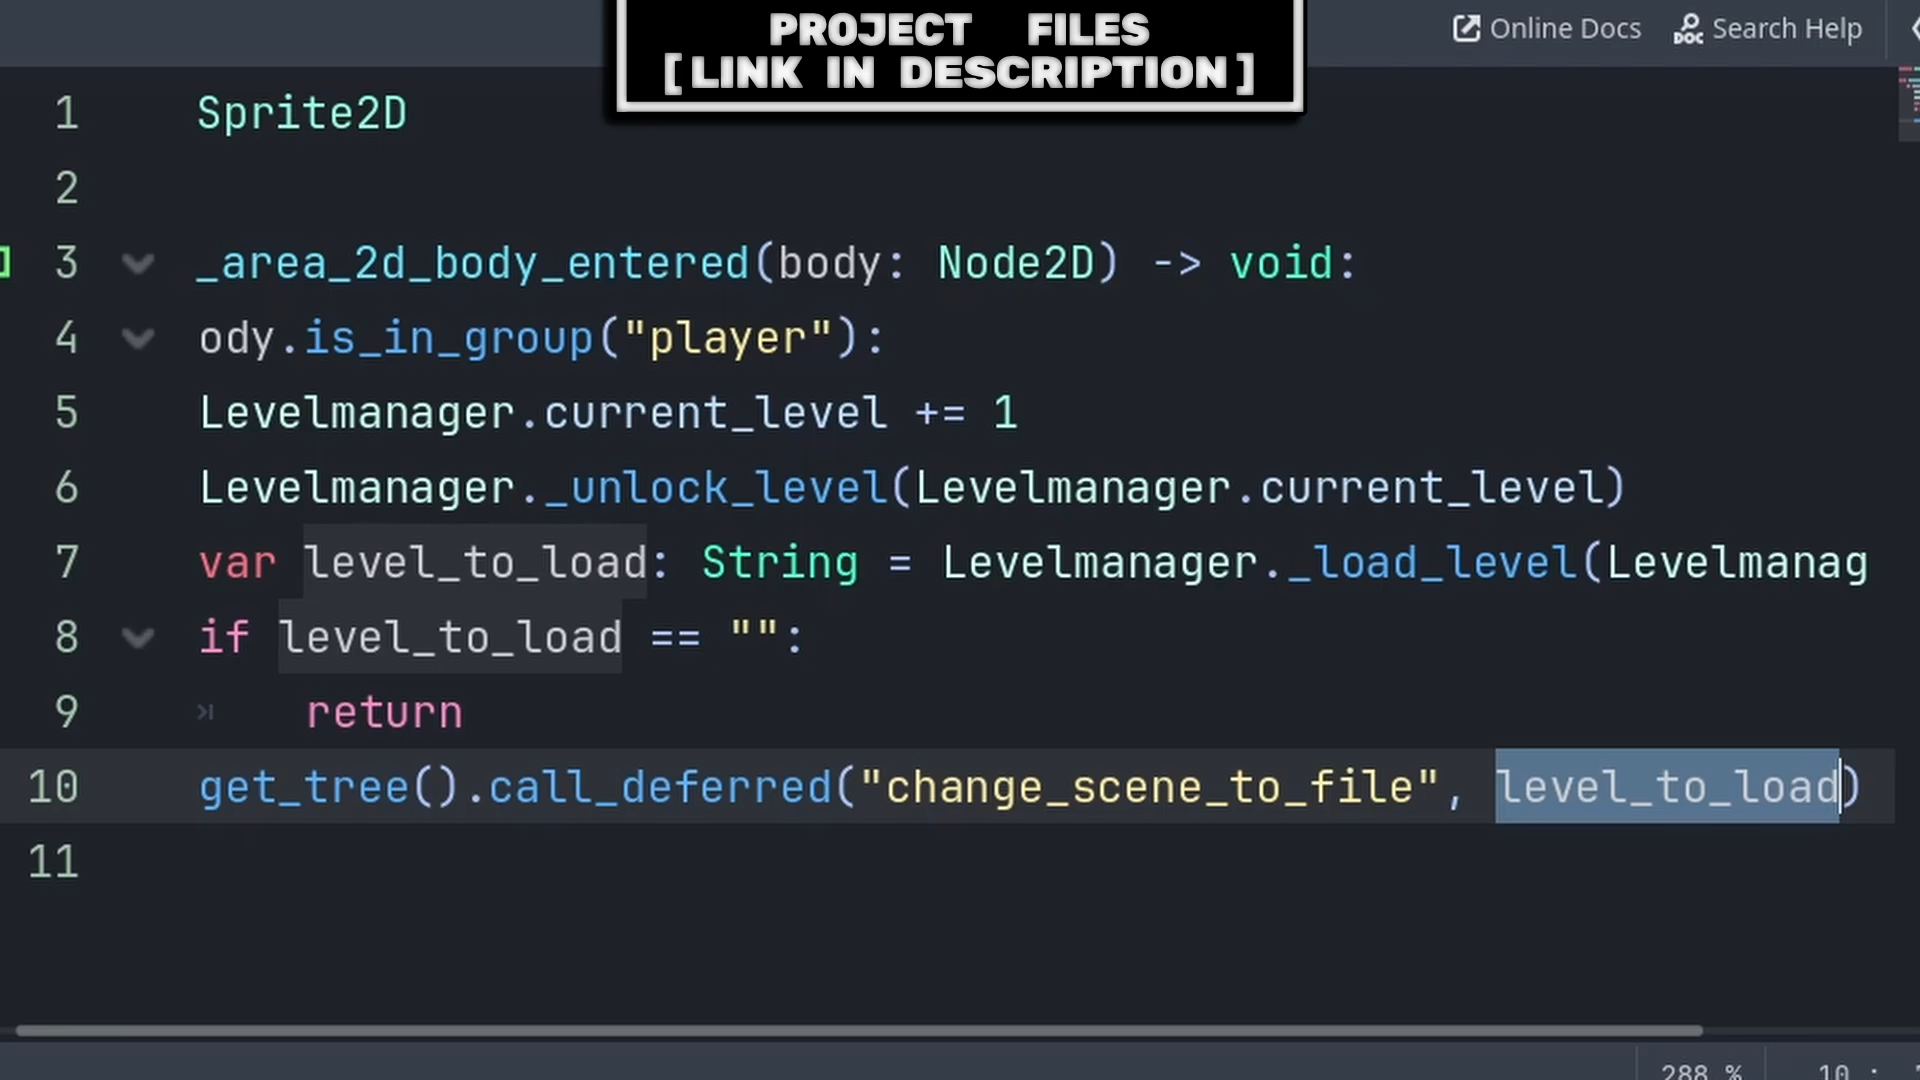 PROJECT FILES
[LINK IN DESCRIPTION]
Online Docs Search Help
1 Sprite2D
2
3 _area_2d_body_entered(body: Node2D) -> void:
4 ody.is_in_group("player"):
5 Levelmanager.current_level += 1
6 Levelmanager._unlock_level(Levelmanager.current_level)
7 var level_to_load: String = Levelmanager._load_level(Levelmanag
8 if level_to_load == "":
9 return
10 get_tree().call_deferred("change_scene_to_file", level_to_load)
11
288 % 10 :